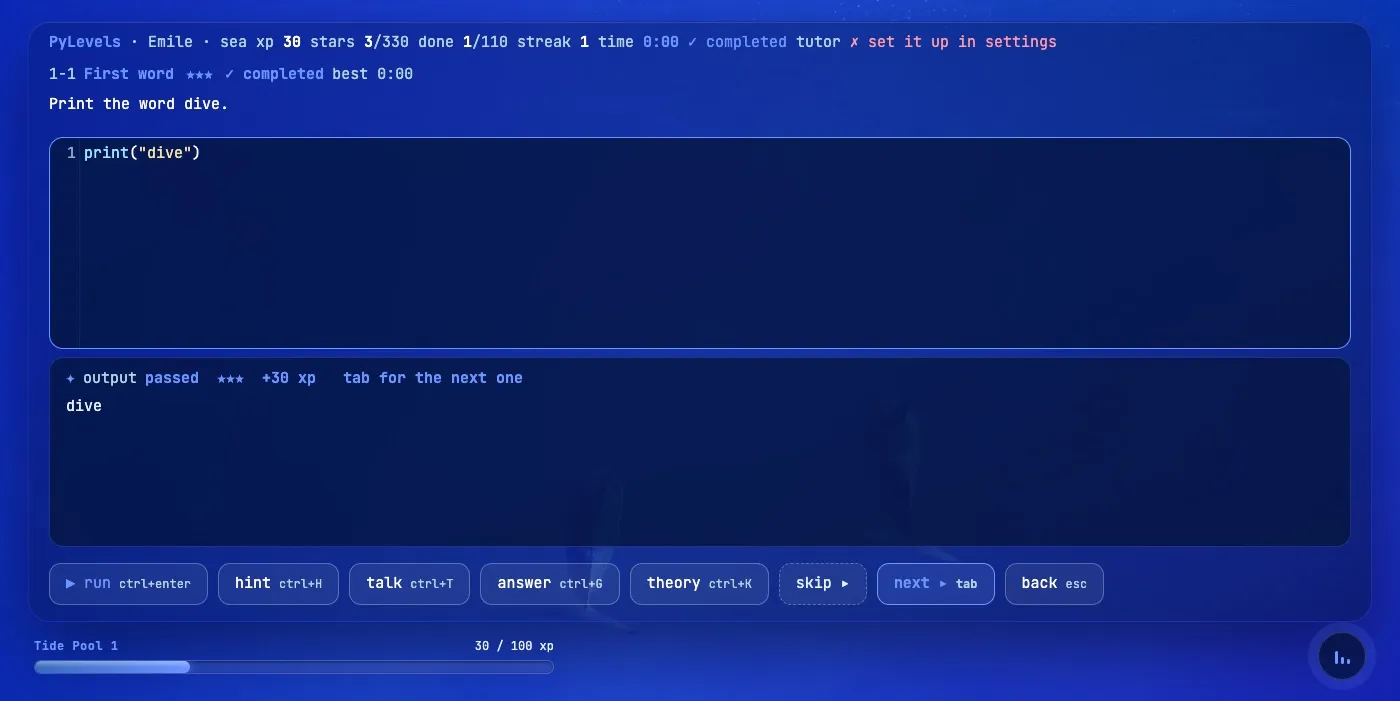 PyLevels · Emile · sea xp 30 stars 3/330 done 1/110 streak 1 time 0:00 ✓ completed tutor ✗ set it up in settings
1-1 First word ★★★ ✓ completed best 0:00
Print the word dive.
1 print("dive")
✦ output passed ★★★ +30 xp tab for the next one
dive
▶ run ctrl+enter hint ctrl+H talk ctrl+T answer ctrl+G theory ctrl+K skip ▸ next ▸ tab back esc
Tide Pool 1 30 / 100 xp